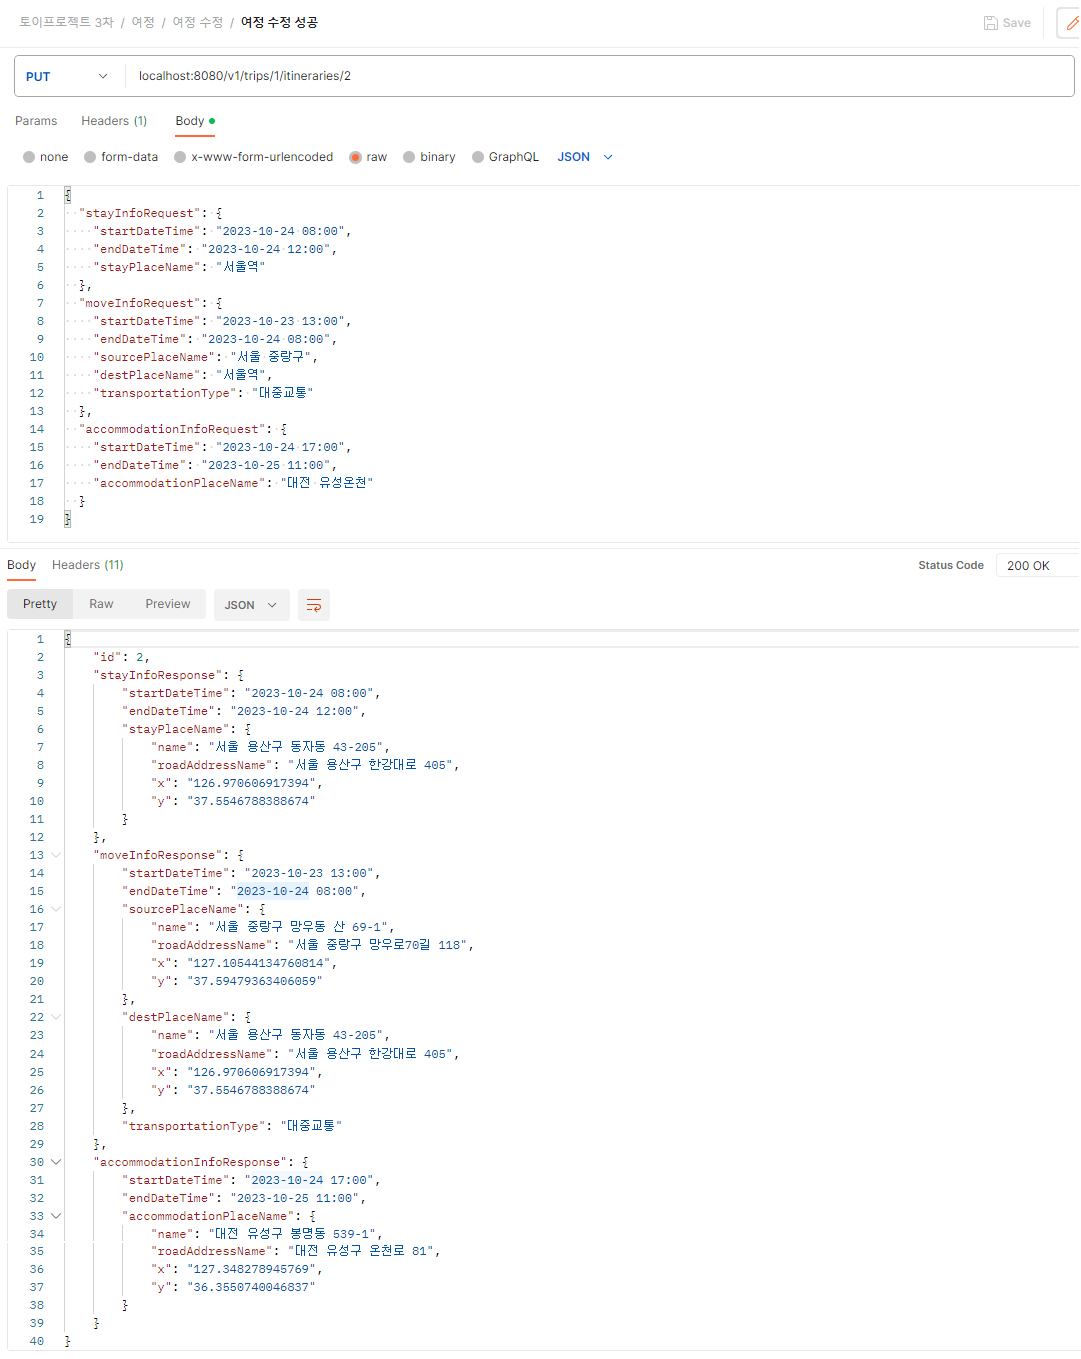 토이프로젝트 3차 / 여정 / 여정 수정 / 여정 수정 성공
Save
PUT
localhost:8080/v1/trips/1/itineraries/2
Params Headers (1) Body
none form-data x-www-form-urlencoded raw binary GraphQL JSON
1 {
2 "stayInfoRequest": {
3 "startDateTime": "2023-10-24 08:00",
4 "endDateTime": "2023-10-24 12:00",
5 "stayPlaceName": "서울역"
6 },
7 "moveInfoRequest": {
8 "startDateTime": "2023-10-23 13:00",
9 "endDateTime": "2023-10-24 08:00",
10 "sourcePlaceName": "서울 중랑구",
11 "destPlaceName": "서울역",
12 "transportationType": "대중교통"
13 },
14 "accommodationInfoRequest": {
15 "startDateTime": "2023-10-24 17:00",
16 "endDateTime": "2023-10-25 11:00",
17 "accommodationPlaceName": "대전 유성온천"
18 }
19 }
Body Headers (11) Status Code 200 OK
Pretty Raw Preview JSON
1 {
2 "id": 2,
3 "stayInfoResponse": {
4 "startDateTime": "2023-10-24 08:00",
5 "endDateTime": "2023-10-24 12:00",
6 "stayPlaceName": {
7 "name": "서울 용산구 동자동 43-205",
8 "roadAddressName": "서울 용산구 한강대로 405",
9 "x": "126.970606917394",
10 "y": "37.5546788388674"
11 }
12 },
13 "moveInfoResponse": {
14 "startDateTime": "2023-10-23 13:00",
15 "endDateTime": "2023-10-24 08:00",
16 "sourcePlaceName": {
17 "name": "서울 중랑구 망우동 산 69-1",
18 "roadAddressName": "서울 중랑구 망우로70길 118",
19 "x": "127.10544134760814",
20 "y": "37.59479363406059"
21 },
22 "destPlaceName": {
23 "name": "서울 용산구 동자동 43-205",
24 "roadAddressName": "서울 용산구 한강대로 405",
25 "x": "126.970606917394",
26 "y": "37.5546788388674"
27 },
28 "transportationType": "대중교통"
29 },
30 "accommodationInfoResponse": {
31 "startDateTime": "2023-10-24 17:00",
32 "endDateTime": "2023-10-25 11:00",
33 "accommodationPlaceName": {
34 "name": "대전 유성구 봉명동 539-1",
35 "roadAddressName": "대전 유성구 온천로 81",
36 "x": "127.348278945769",
37 "y": "36.3550740046837"
38 }
39 }
40 }